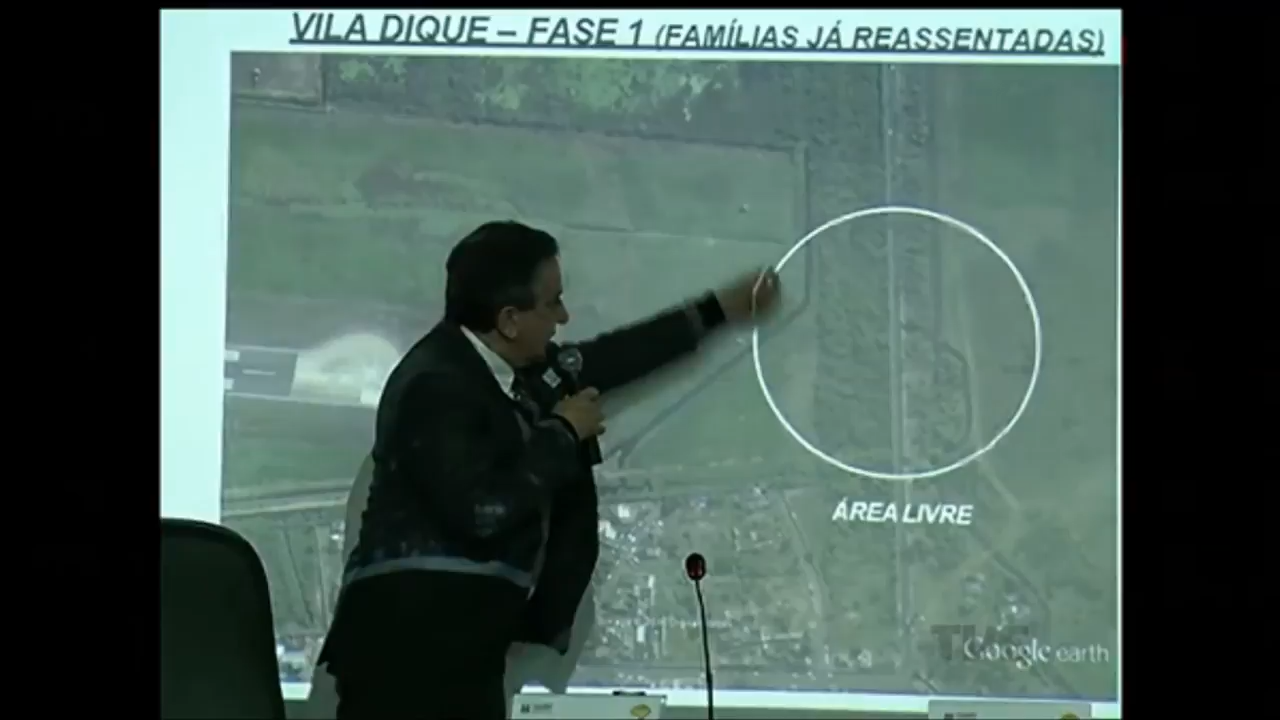 VILA DIQUE – FASE 1 (FAMÍLIAS JÁ REASSENTADAS)
ÁREA LIVRE
Google earth